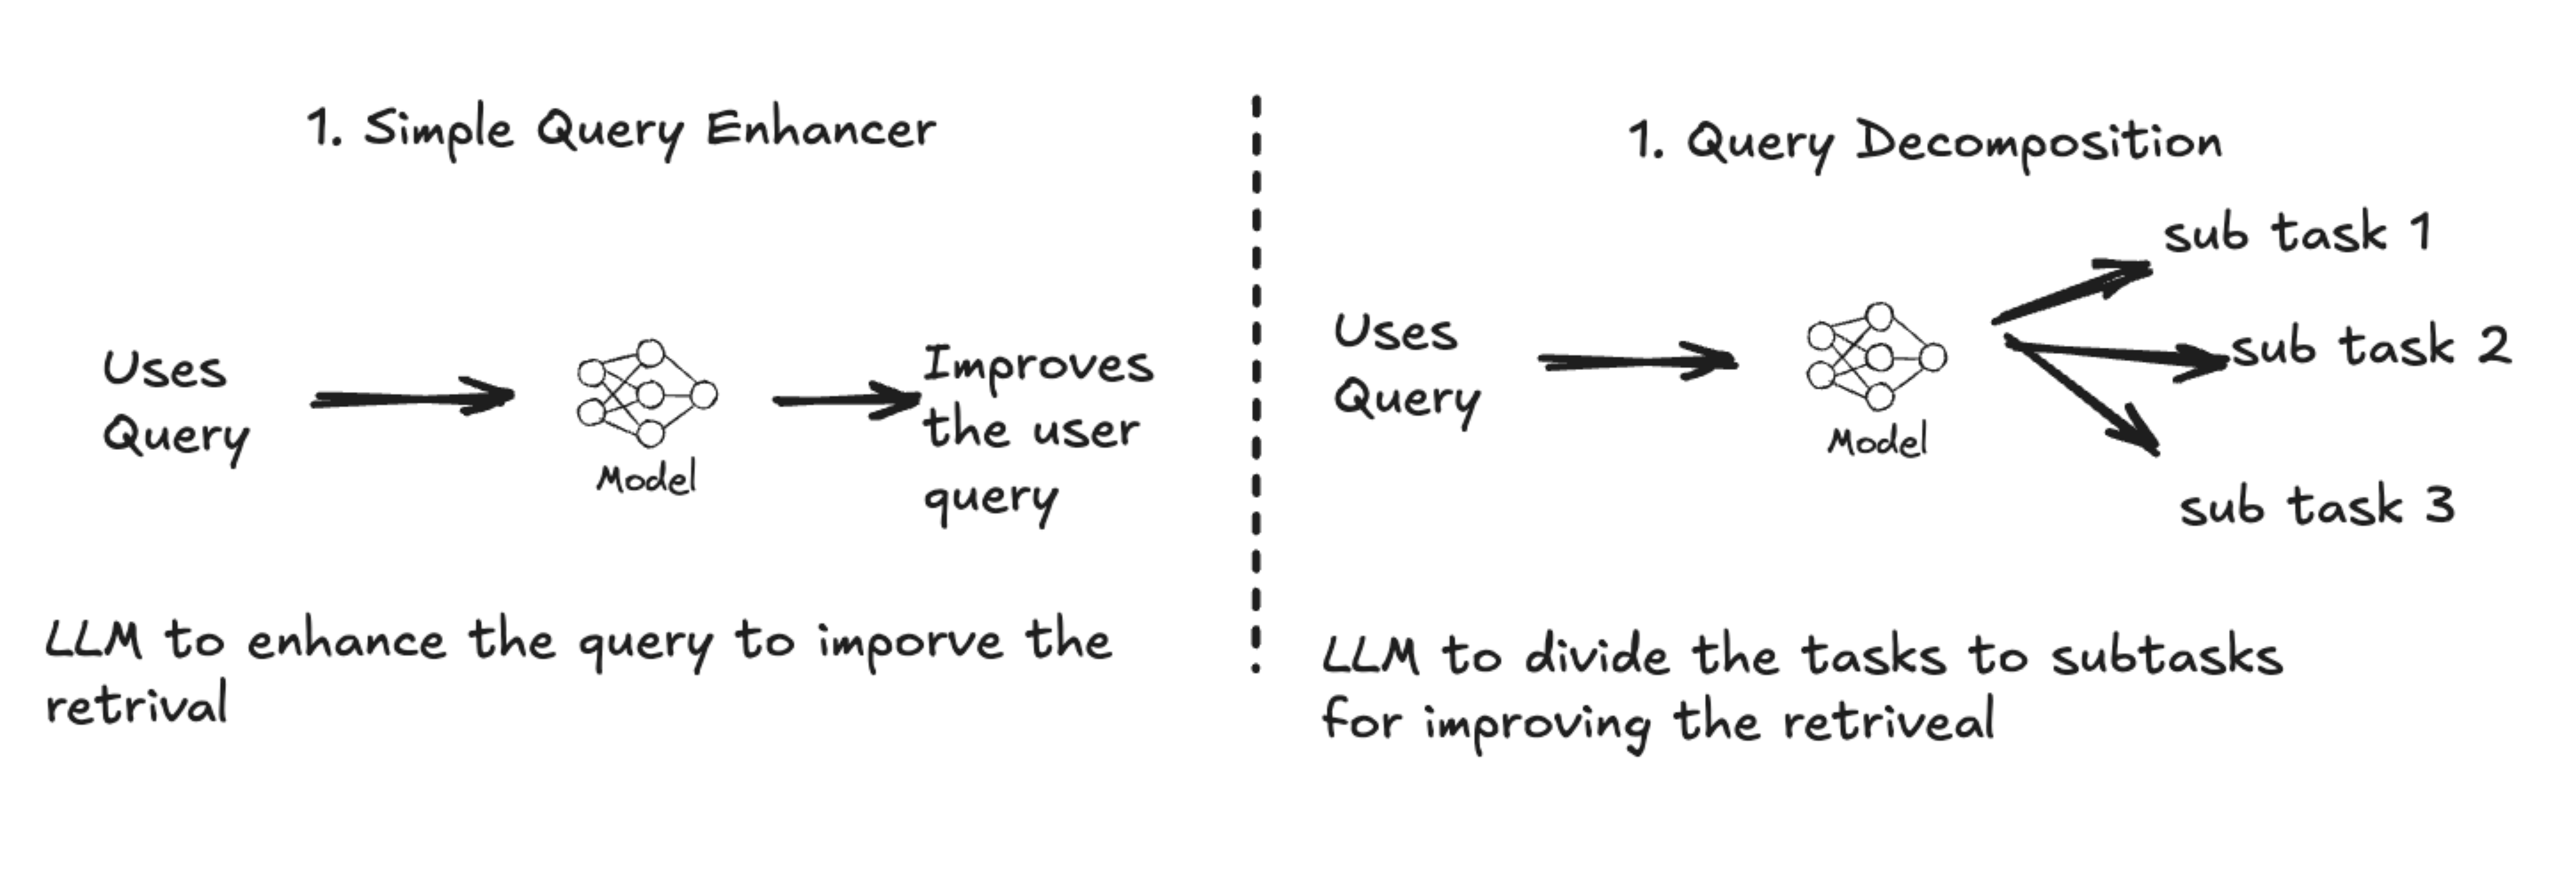 1. Simple Query Enhancer
Uses
Query
Model
Improves
the user
query
LLM to enhance the query to imporve the
retrival
1. Query Decomposition
Uses
Query
Model
sub task 1
sub task 2
sub task 3
LLM to divide the tasks to subtasks
for improving the retriveal